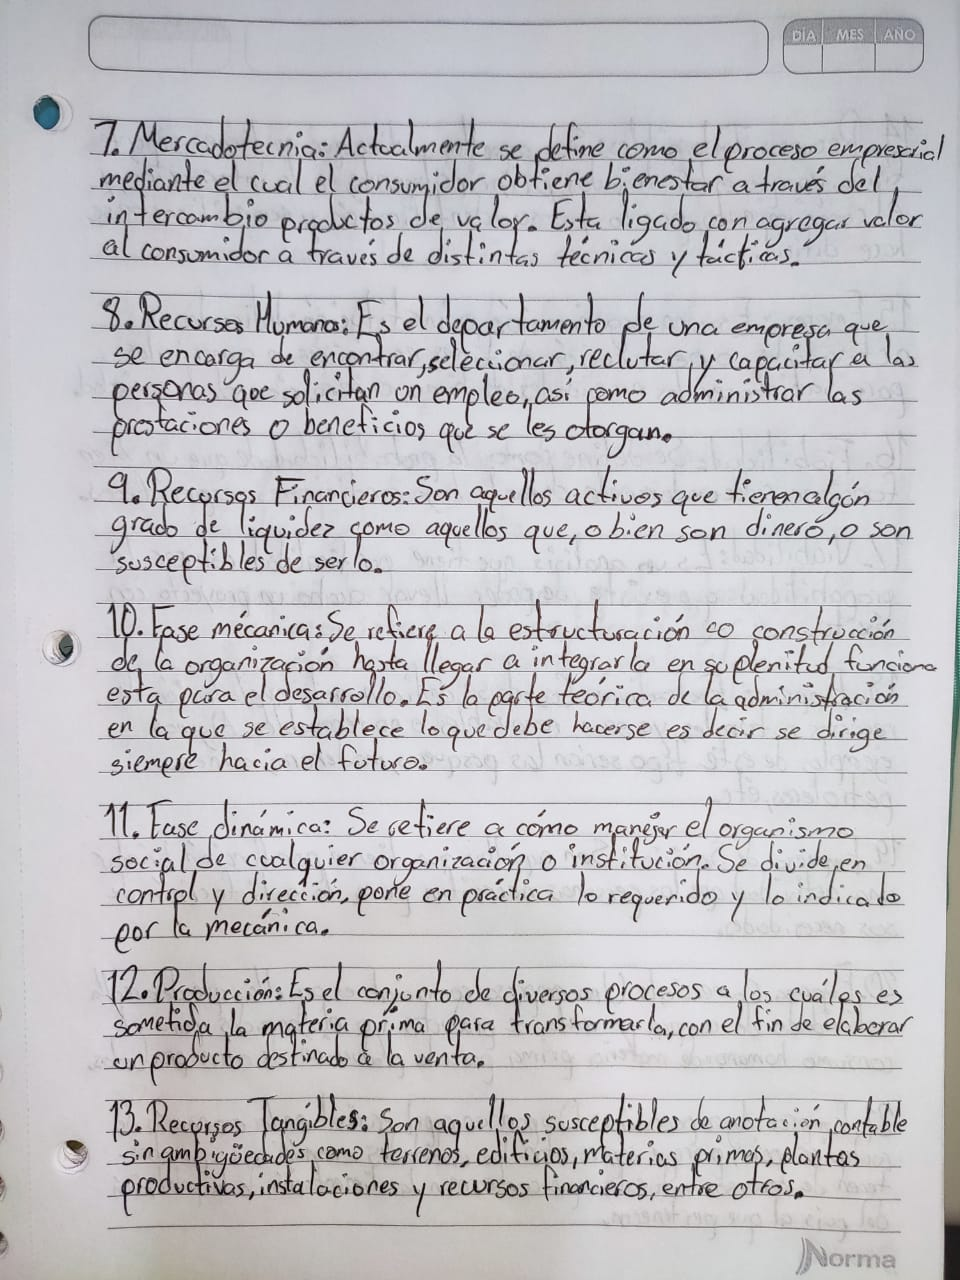 DÍA MES AÑO
7. Mercadotecnia: Actualmente se define como el proceso empresarial
mediante el cual el consumidor obtiene bienestar a través del
intercambio productos de valor. Esta ligado con agregar valor
al consumidor a través de distintas técnicas y tácticas.
8. Recursos Humanos: Es el departamento de una empresa que
se encarga de encontrar, seleccionar, reclutar y capacitar a las
personas que solicitan un empleo, así como administrar las
prestaciones o beneficios que se les otorgan.
9. Recursos Financieros: Son aquellos activos que tienen algún
grado de liquidez como aquellos que, o bien son dinero, o son
susceptibles de serlo.
10. Fase mécanica: Se refiere a la estructuración co construcción
de la organización hasta llegar a integrarla en su plenitud funciona
esta para el desarrollo. Es la parte teórica de la administración
en la que se establece lo que debe hacerse es decir se dirige
siempre hacia el futuro.
11. Fase dinámica: Se refiere a cómo manejar el organismo
social de cualquier organización o institución. Se divide en
control y dirección, pone en práctica lo requerido y lo indicado
por la mecánica.
12. Producción: Es el conjunto de diversos procesos a los cuáles es
sometida la materia prima para transformarla, con el fin de elaborar
un producto destinado a la venta.
13. Recursos Tangibles: Son aquellos susceptibles de anotación contable
sin ambigüedades como terrenos, edificios, materias primas, plantas
productivas, instalaciones y recursos financieros, entre otros.
Norma